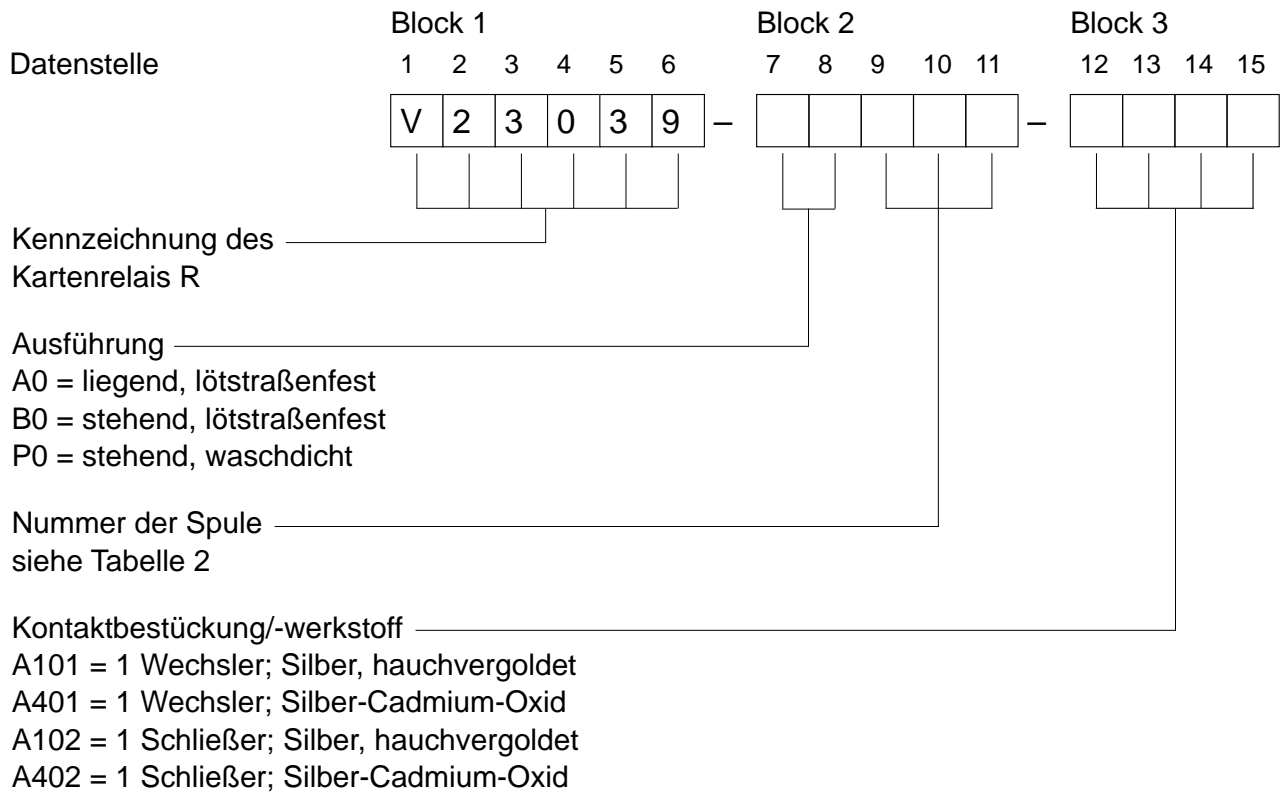 Block 1 Block 2 Block 3
Datenstelle 1 2 3 4 5 6 7 8 9 10 11 12 13 14 15
V 2 3 0 3 9 – –
Kennzeichnung des
Kartenrelais R
Ausführung
A0 = liegend, lötstraßenfest
B0 = stehend, lötstraßenfest
P0 = stehend, waschdicht
Nummer der Spule
siehe Tabelle 2
Kontaktbestückung/-werkstoff
A101 = 1 Wechsler; Silber, hauchvergoldet
A401 = 1 Wechsler; Silber-Cadmium-Oxid
A102 = 1 Schließer; Silber, hauchvergoldet
A402 = 1 Schließer; Silber-Cadmium-Oxid